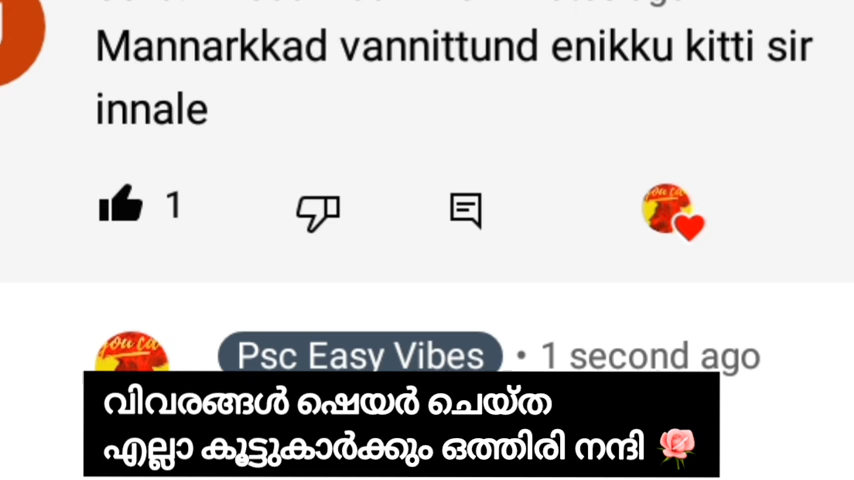 Mannarkkad vannittund enikku kitti sir
innale
1
Psc Easy Vibes • 1 second ago
വിവരങ്ങൾ ഷെയർ ചെയ്ത
എല്ലാ കൂട്ടുകാർക്കും ഒത്തിരി നന്ദി 🌹